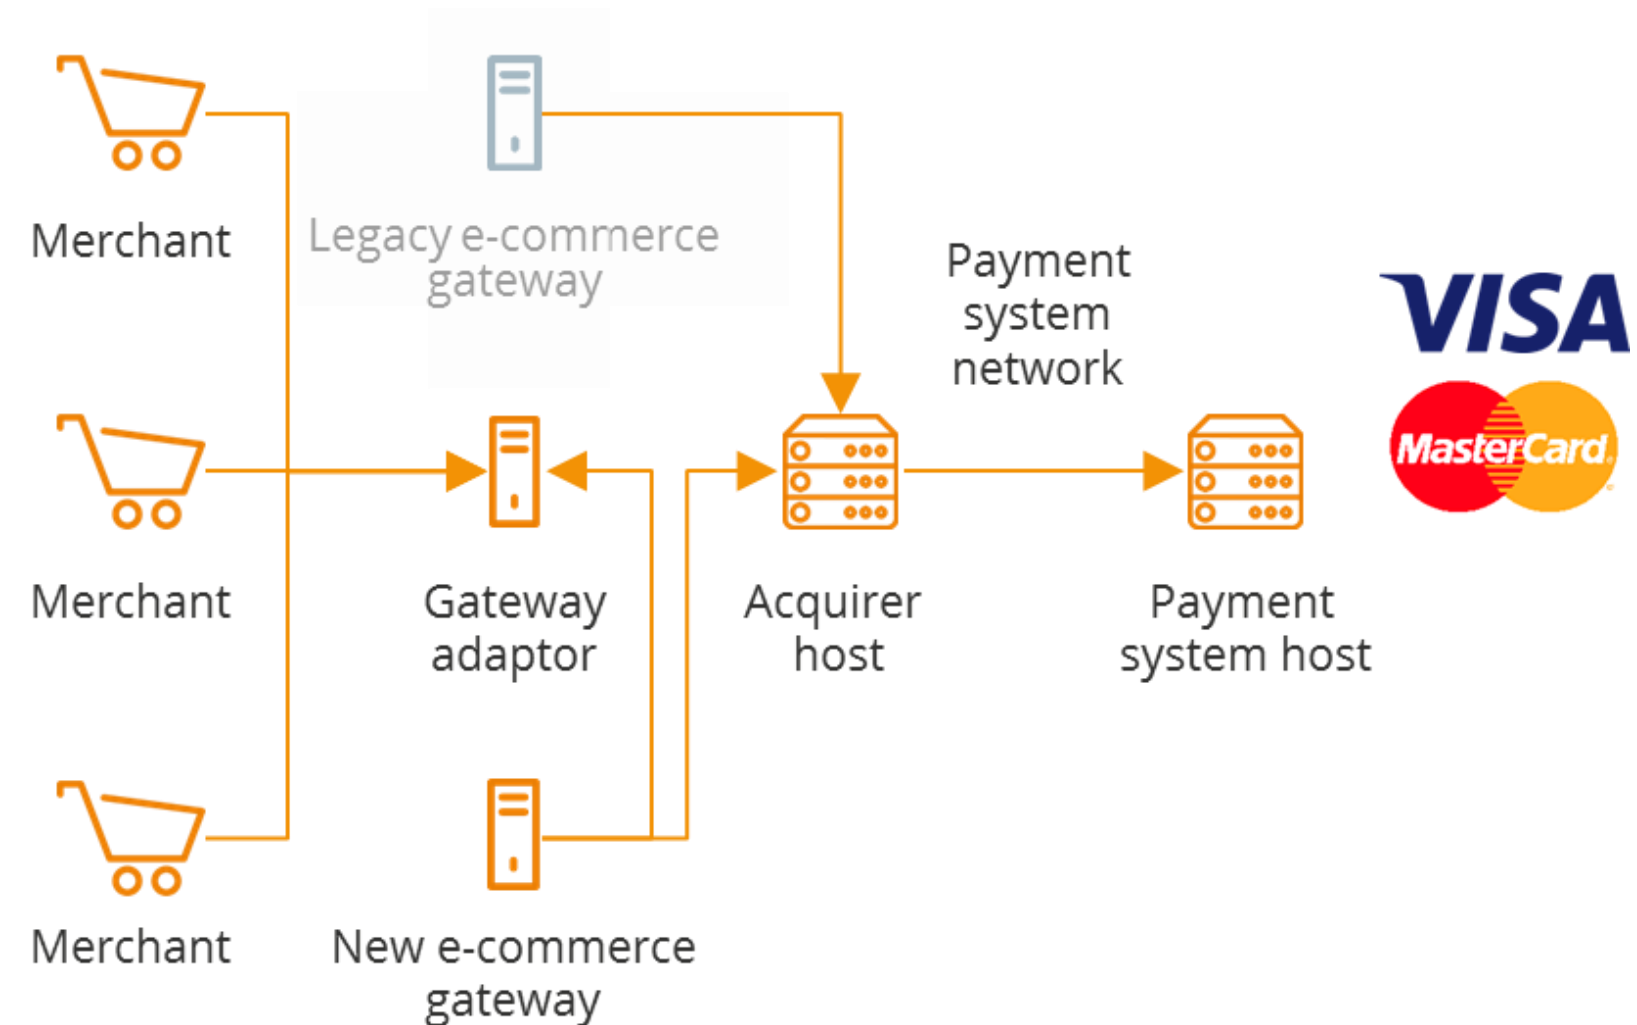 Merchant
Legacy e-commerce
gateway
Payment
system
network
VISA
MasterCard
Merchant
Gateway
adaptor
Acquirer
host
Payment
system host
Merchant
New e-commerce
gateway